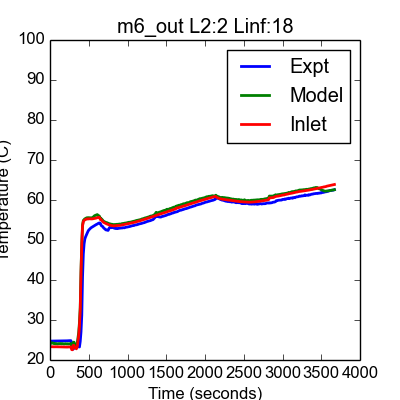 m6_out L2:2 Linf:18
100
90
80
70
60
50
40
30
20
Temperature (C)
Expt
Model
Inlet
0 500 1000 1500 2000 2500 3000 3500 4000
Time (seconds)